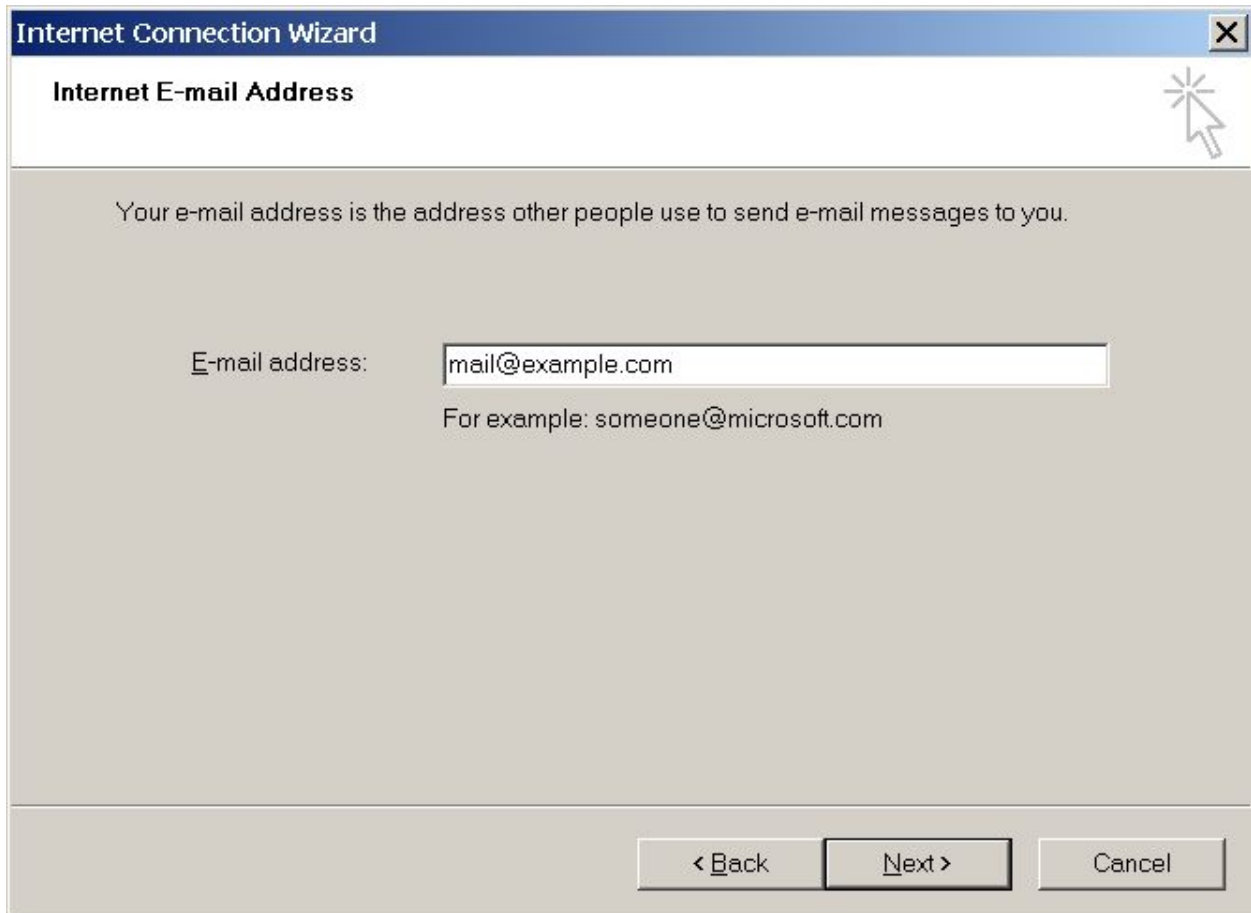 Internet Connection Wizard
Internet E-mail Address
Your e-mail address is the address other people use to send e-mail messages to you.
E-mail address: mail@example.com
For example: someone@microsoft.com
< Back Next > Cancel